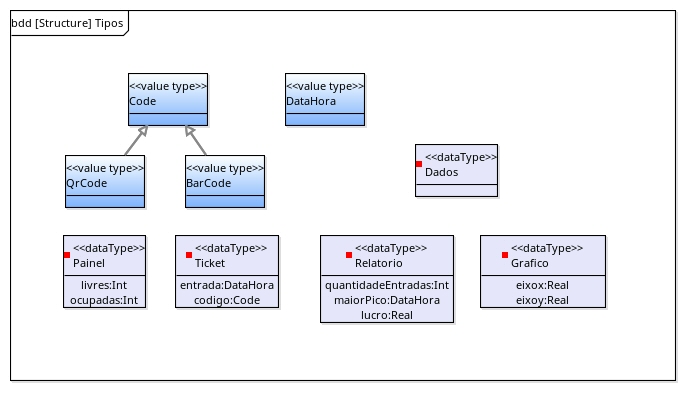 bdd [Structure] Tipos
<<value type>>
Code
<<value type>>
DataHora
<<value type>>
QrCode
<<value type>>
BarCode
<<dataType>>
Dados
<<dataType>>
Painel
livres:Int
ocupadas:Int
<<dataType>>
Ticket
entrada:DataHora
codigo:Code
<<dataType>>
Relatorio
quantidadeEntradas:Int
maiorPico:DataHora
lucro:Real
<<dataType>>
Grafico
eixox:Real
eixoy:Real